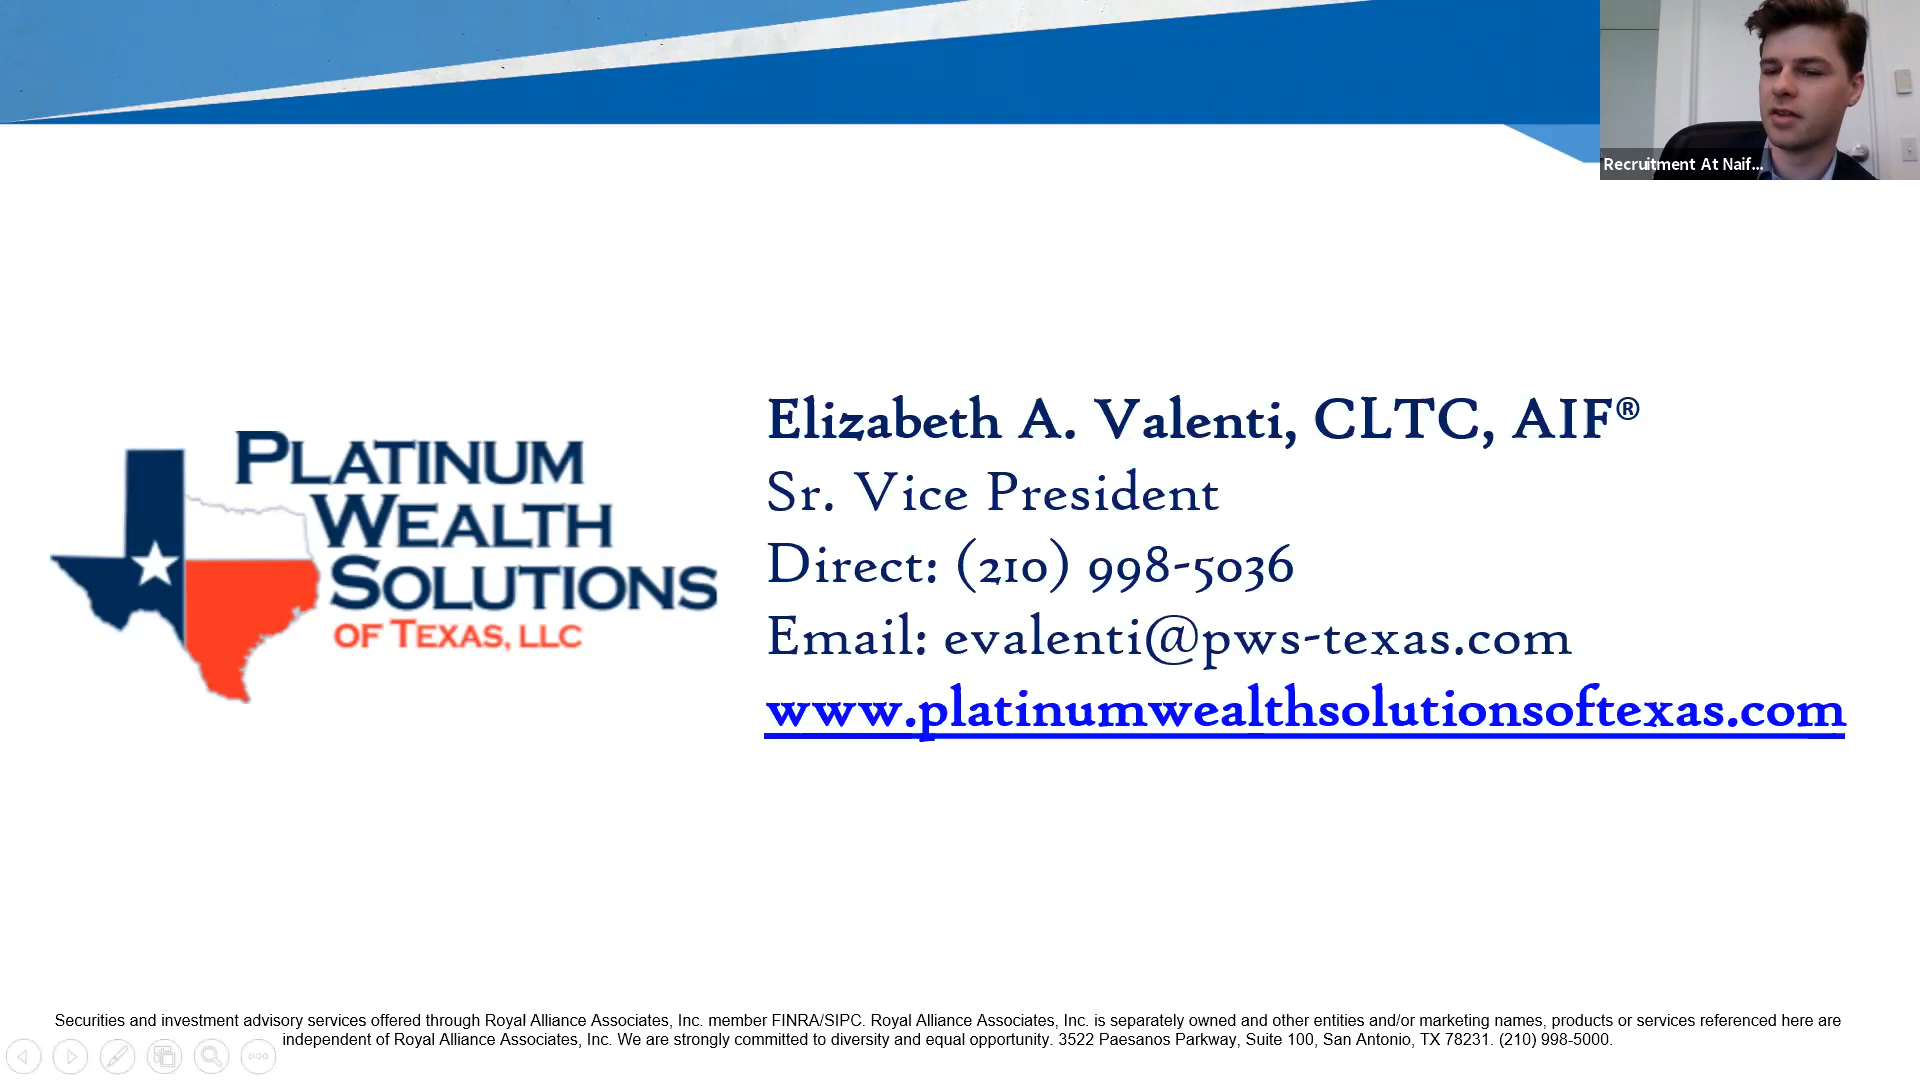 Recruitment At Naif...
PLATINUM
WEALTH
SOLUTIONS
OF TEXAS, LLC
Elizabeth A. Valenti, CLTC, AIF®
Sr. Vice President
Direct: (210) 998-5036
Email: evalenti@pws-texas.com
www.platinumwealthsolutionsoftexas.com
Securities and investment advisory services offered through Royal Alliance Associates, Inc. member FINRA/SIPC. Royal Alliance Associates, Inc. is separately owned and other entities and/or marketing names, products or services referenced here are
independent of Royal Alliance Associates, Inc. We are strongly committed to diversity and equal opportunity. 3522 Paesanos Parkway, Suite 100, San Antonio, TX 78231. (210) 998-5000.